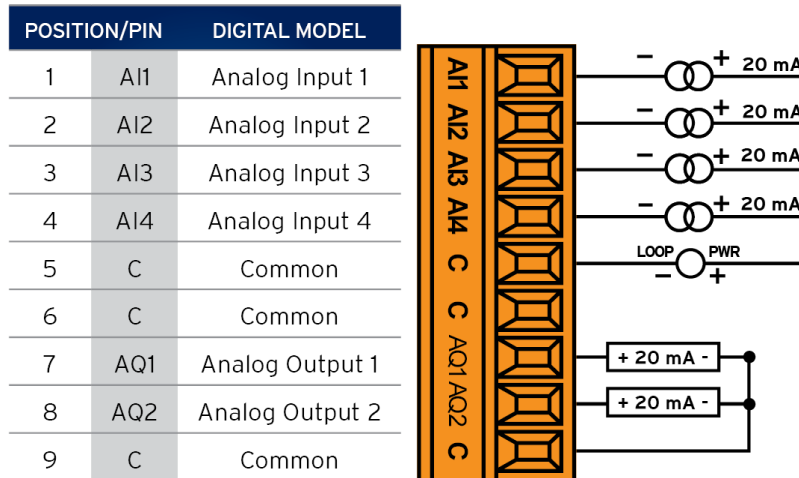 POSITION/PIN DIGITAL MODEL
1 AI1 Analog Input 1
2 AI2 Analog Input 2
3 AI3 Analog Input 3
4 AI4 Analog Input 4
5 C Common
6 C Common
7 AQ1 Analog Output 1
8 AQ2 Analog Output 2
9 C Common
AI1 - + 20 mA
AI2 - + 20 mA
AI3 - + 20 mA
AI4 - + 20 mA
C LOOP PWR
- +
C
AQ1 + 20 mA -
AQ2 + 20 mA -
C